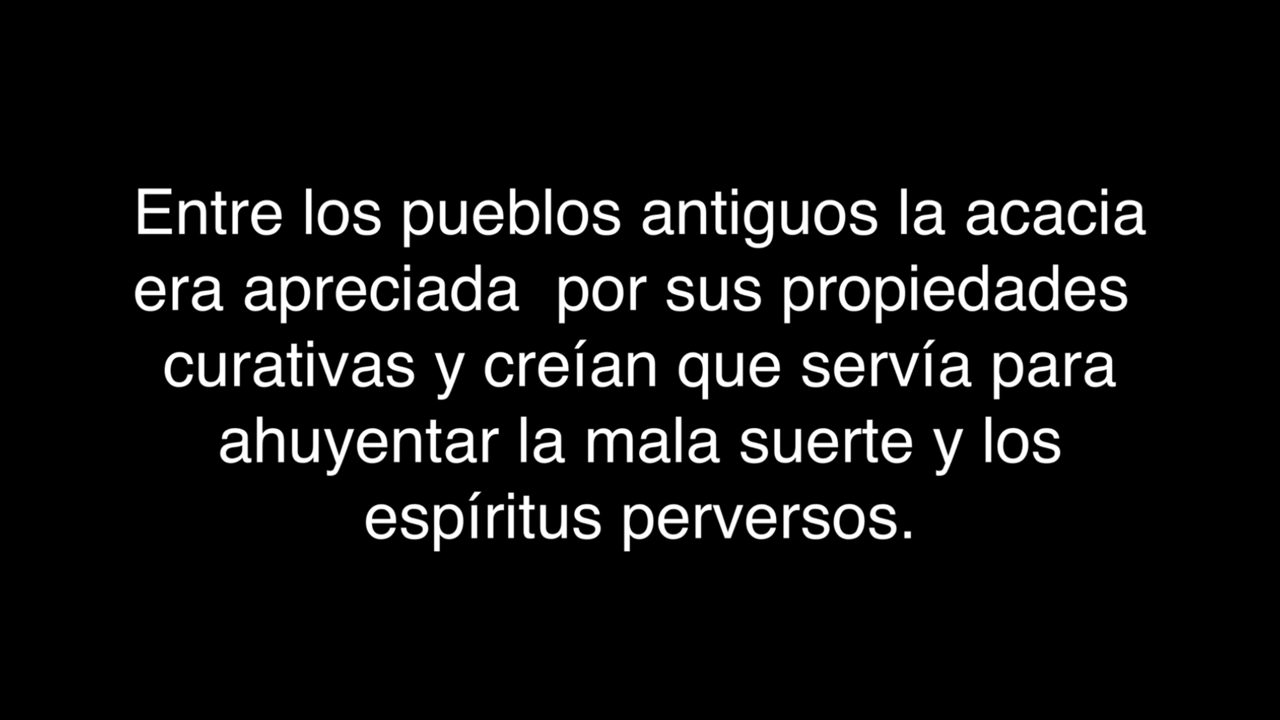 Entre los pueblos antiguos la acacia
era apreciada  por sus propiedades
curativas y creían que servía para
ahuyentar la mala suerte y los
espíritus perversos.